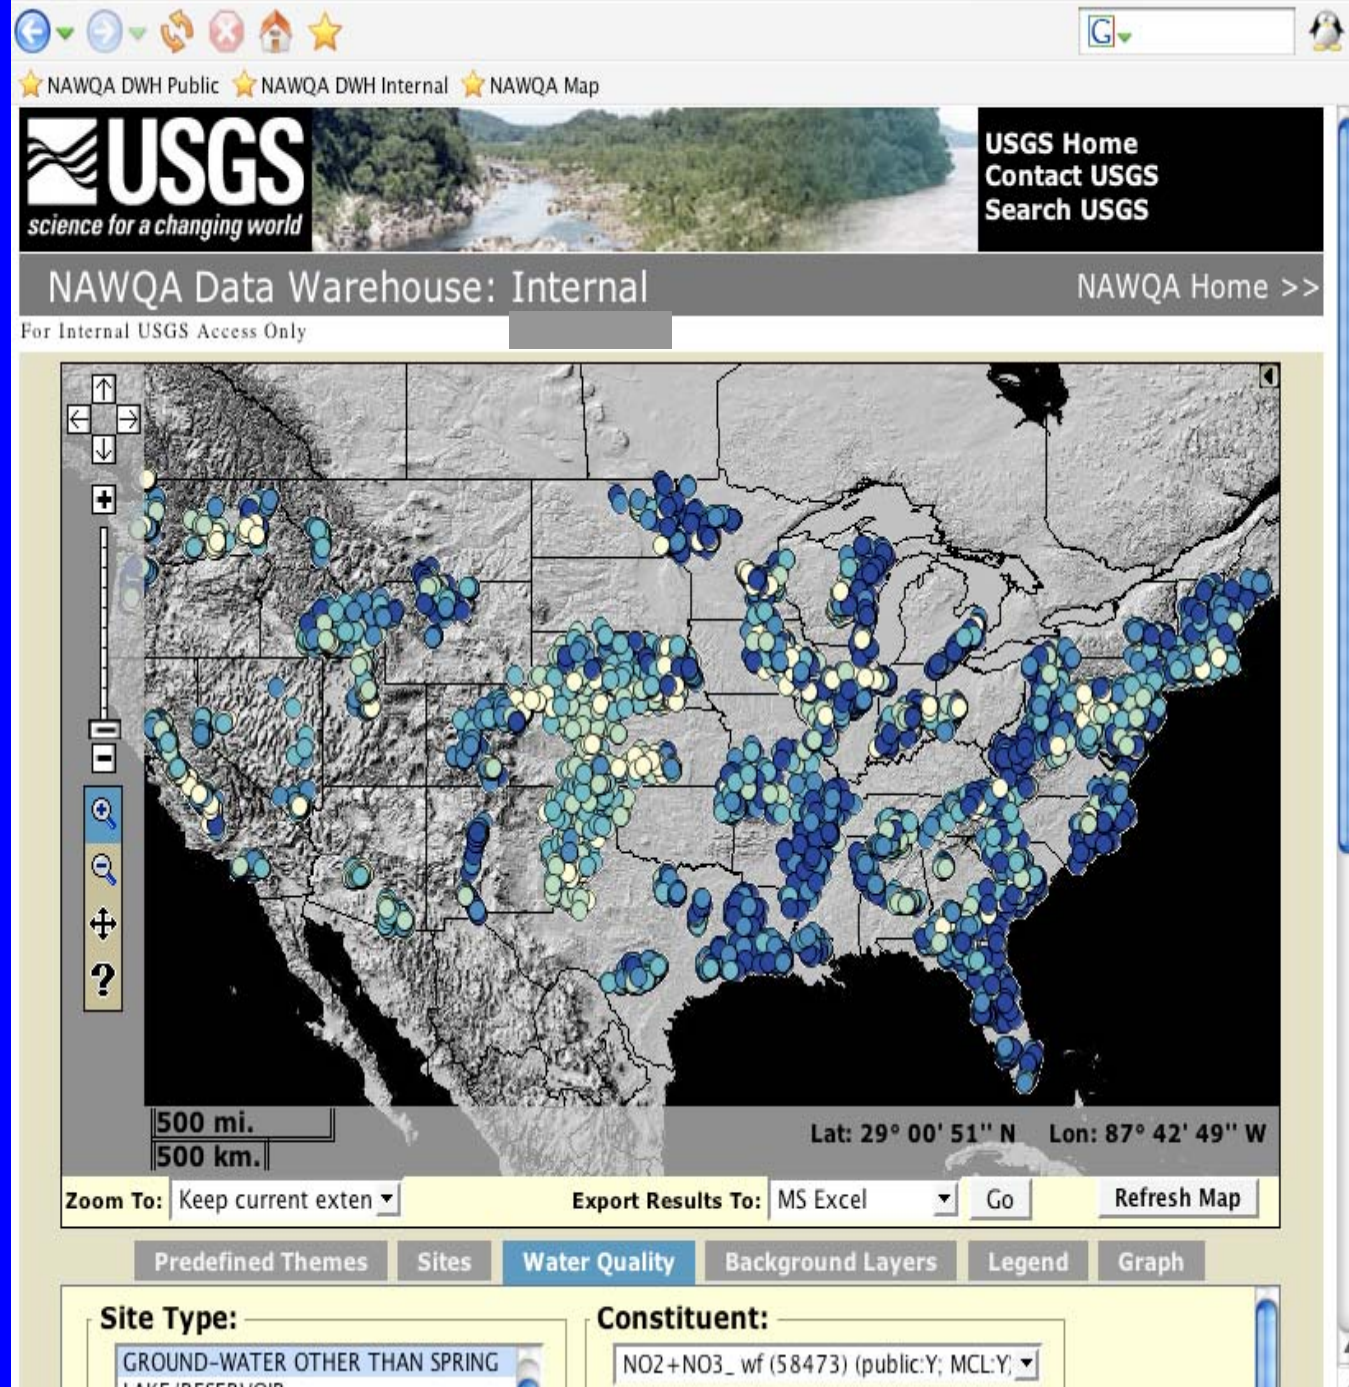 G
NAWQA DWH Public NAWQA DWH Internal NAWQA Map
USGS
science for a changing world
USGS Home
Contact USGS
Search USGS
NAWQA Data Warehouse: Internal
NAWQA Home >>
For Internal USGS Access Only
?
500 mi.
500 km.
Lat: 29° 00' 51'' N Lon: 87° 42' 49'' W
Zoom To: Keep current exten Export Results To: MS Excel Go Refresh Map
Predefined Themes Sites Water Quality Background Layers Legend Graph
Site Type:
GROUND-WATER OTHER THAN SPRING
LAKE/RESERVOIR
Constituent:
NO2+NO3_ wf (58473) (public:Y; MCL:Y;